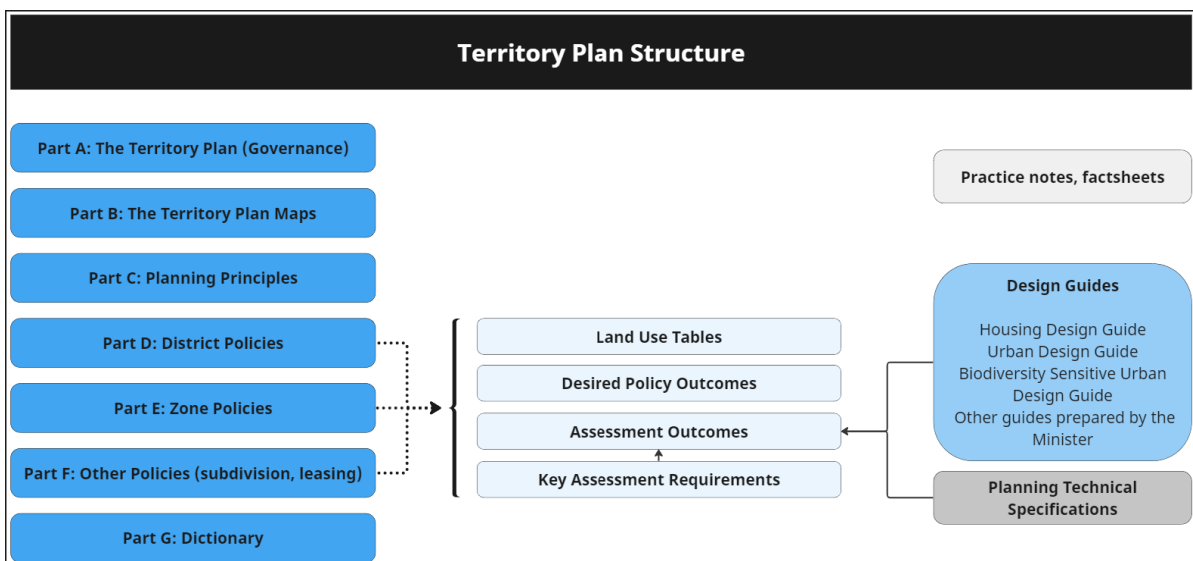 Territory Plan Structure
Part A: The Territory Plan (Governance)
Part B: The Territory Plan Maps
Part C: Planning Principles
Part D: District Policies
Part E: Zone Policies
Part F: Other Policies (subdivision, leasing)
Part G: Dictionary
Land Use Tables
Desired Policy Outcomes
Assessment Outcomes
Key Assessment Requirements
Practice notes, factsheets
Design Guides
Housing Design Guide
Urban Design Guide
Biodiversity Sensitive Urban
Design Guide
Other guides prepared by the
Minister
Planning Technical
Specifications